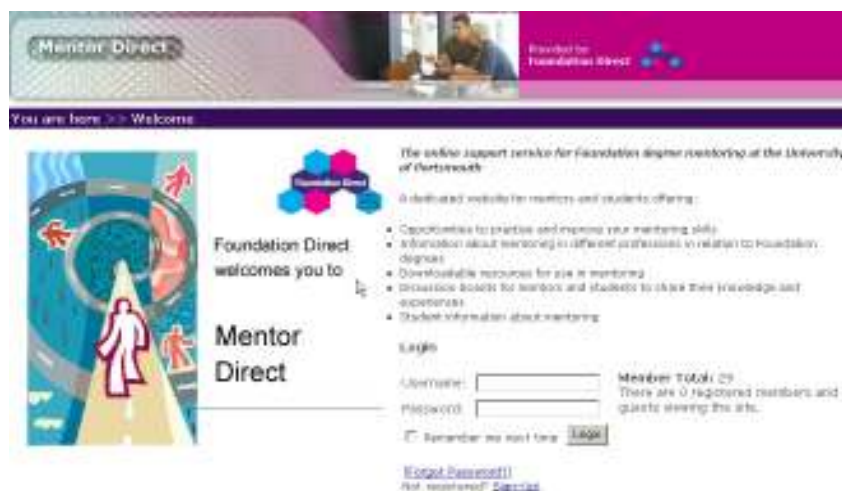 Mentor Direct
Provided by
Foundation Direct
You are here >> Welcome
Foundation Direct
Foundation Direct
welcomes you to
Mentor
Direct
The online support service for Foundation degree mentoring at the University
of Portsmouth
A dedicated website for mentors and students offering:
Opportunities to practise and improve your mentoring skills
Information about mentoring in different professions in relation to Foundation
degrees
Downloadable resources for use in mentoring
Discussion boards for mentors and students to share their knowledge and
experiences
Student information about mentoring
Login
Username:
Password:
Remember me next time
Login
Member Total: 29
There are 0 registered members and
guests viewing the site.
(Forgot Password?)
Not registered? Sign-up